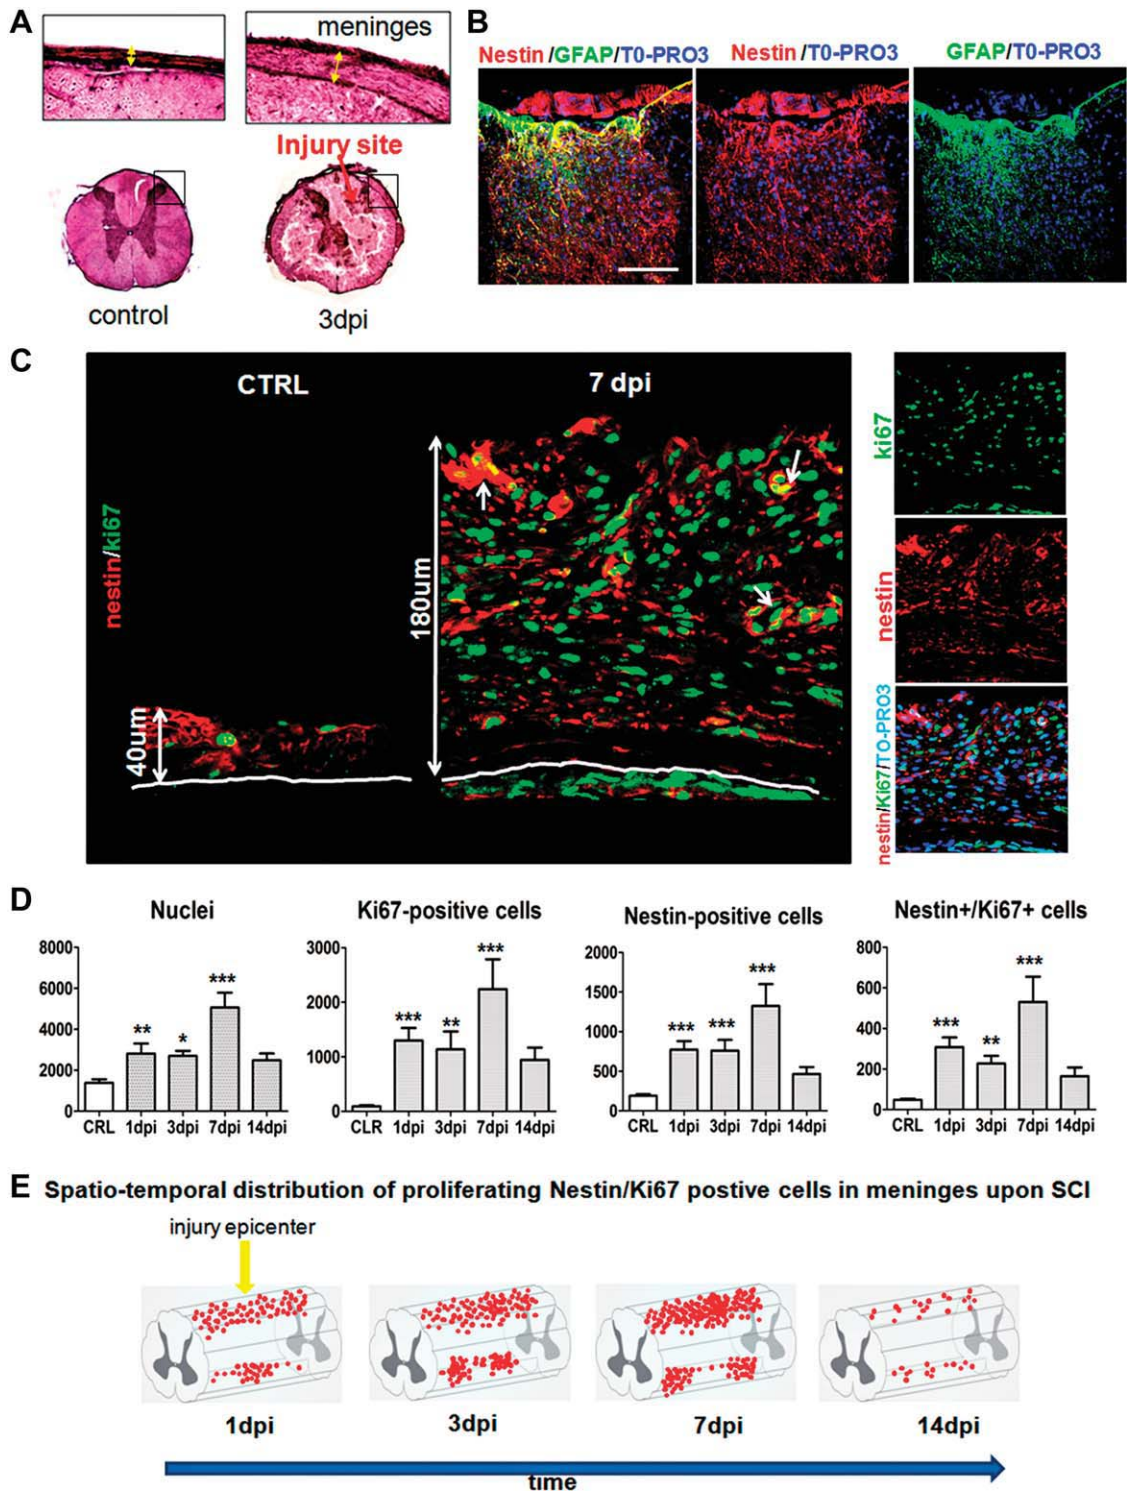 A
meninges
Injury site
control
3dpi
B
Nestin/GFAP/T0-PRO3
Nestin/T0-PRO3
GFAP/T0-PRO3
C
CTRL
7 dpi
nestin/ki67
40um
180um
ki67
nestin
nestin/Ki67/TO-PRO3
D
Nuclei
8000
6000
4000
2000
0
**
*
***
CRL 1dpi 3dpi 7dpi 14dpi
Ki67-positive cells
3000
2000
1000
0
***
**
***
CLR 1dpi 3dpi 7dpi 14dpi
Nestin-positive cells
2000
1500
1000
500
0
***
***
***
CRL 1dpi 3dpi 7dpi 14dpi
Nestin+/Ki67+ cells
800
600
400
200
0
***
**
***
CRL 1dpi 3dpi 7dpi 14dpi
E
Spatio-temporal distribution of proliferating Nestin/Ki67 postive cells in meninges upon SCI
injury epicenter
1dpi
3dpi
7dpi
14dpi
time